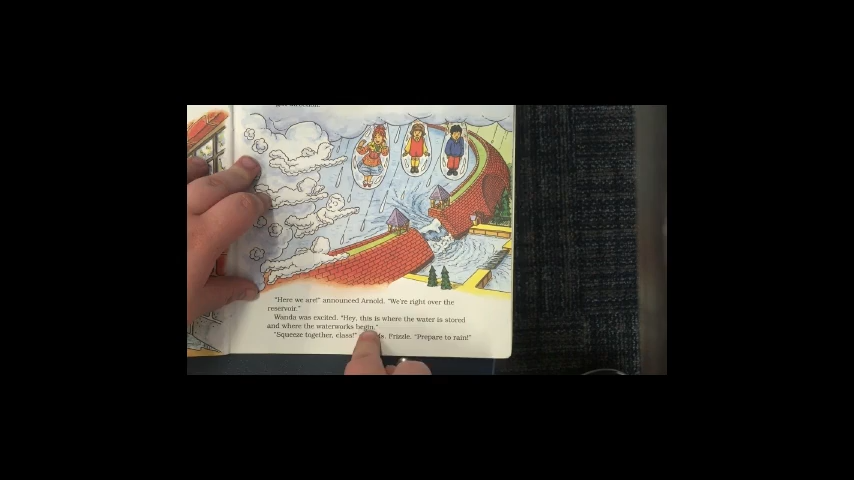 "Here we are!" announced Arnold. "We're right over the
reservoir."
Wanda was excited. "Hey, this is where the water is stored
and where the waterworks begin."
"Squeeze together, class!" Frizzle. "Prepare to rain!"